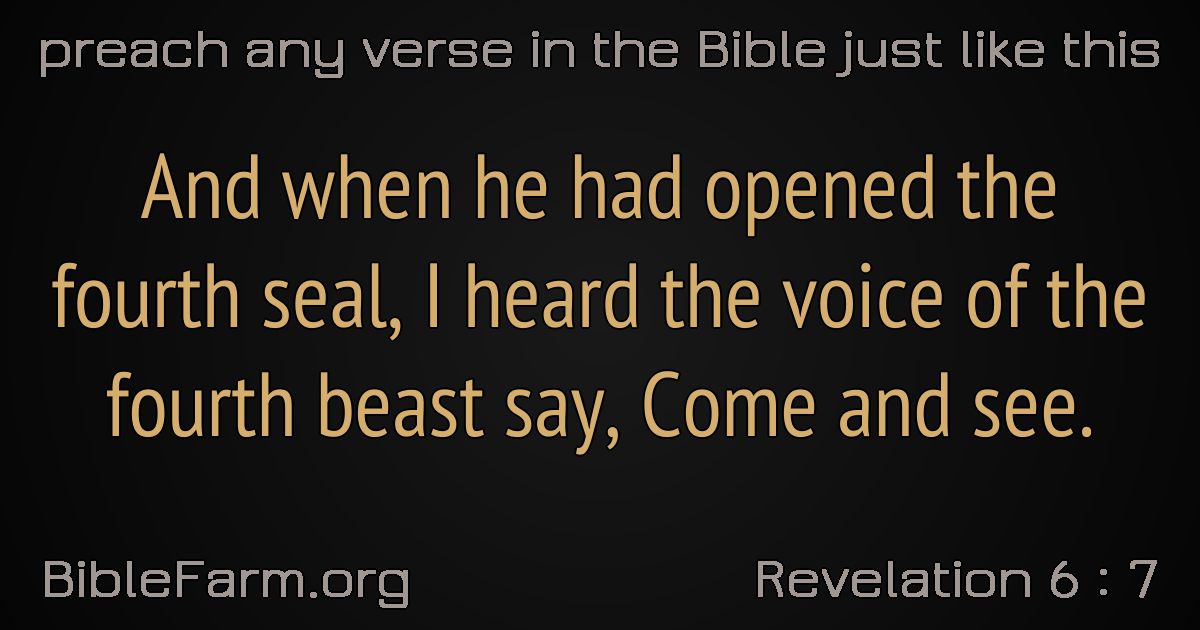 preach any verse in the Bible just like this
And when he had opened the
fourth seal, I heard the voice of the
fourth beast say, Come and see.
BibleFarm.org
Revelation 6 : 7